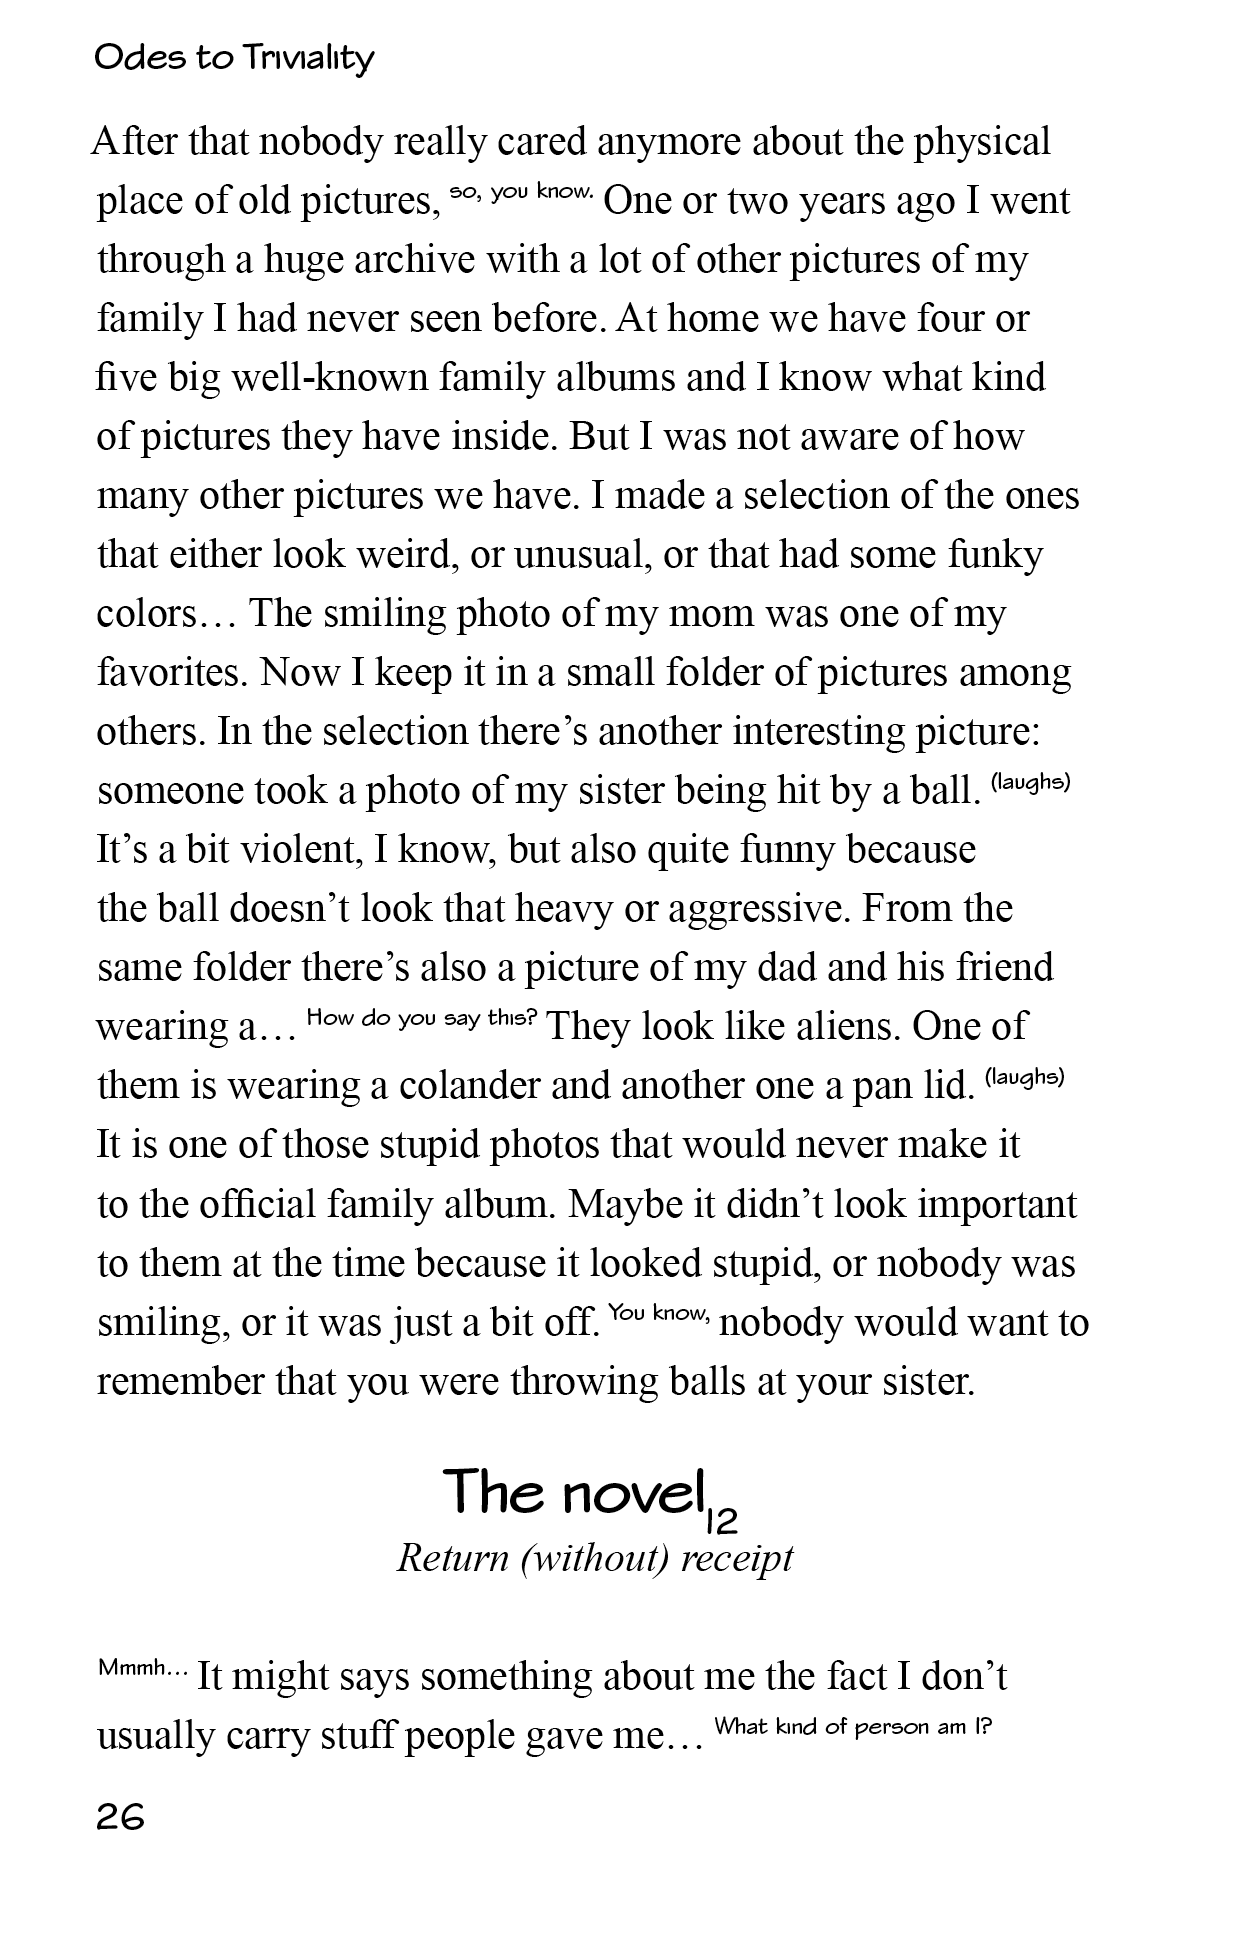 Odes to Triviality
After that nobody really cared anymore about the physical
place of old pictures, so, you know. One or two years ago I went
through a huge archive with a lot of other pictures of my
family I had never seen before. At home we have four or
five big well-known family albums and I know what kind
of pictures they have inside. But I was not aware of how
many other pictures we have. I made a selection of the ones
that either look weird, or unusual, or that had some funky
colors… The smiling photo of my mom was one of my
favorites. Now I keep it in a small folder of pictures among
others. In the selection there’s another interesting picture:
someone took a photo of my sister being hit by a ball. (laughs)
It’s a bit violent, I know, but also quite funny because
the ball doesn’t look that heavy or aggressive. From the
same folder there’s also a picture of my dad and his friend
wearing a… How do you say this? They look like aliens. One of
them is wearing a colander and another one a pan lid. (laughs)
It is one of those stupid photos that would never make it
to the official family album. Maybe it didn’t look important
to them at the time because it looked stupid, or nobody was
smiling, or it was just a bit off. You know, nobody would want to
remember that you were throwing balls at your sister.
The novel12
Return (without) receipt
Mmmh… It might says something about me the fact I don’t
usually carry stuff people gave me… What kind of person am I?
26